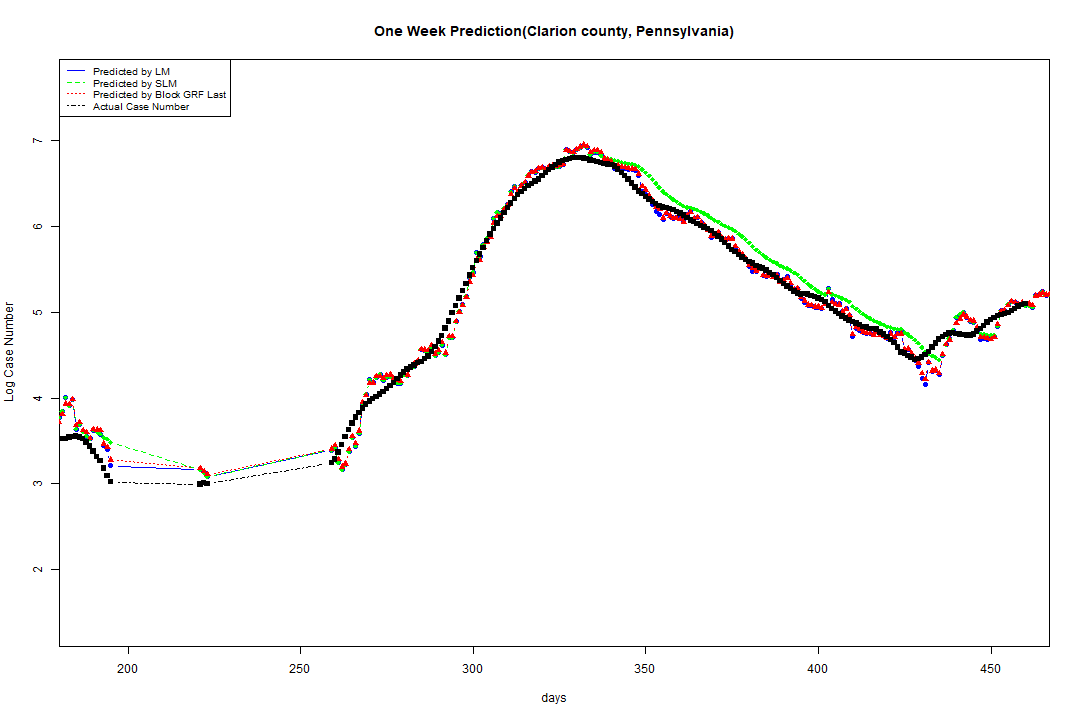 One Week Prediction(Clarion county, Pennsylvania)
Predicted by LM
Predicted by SLM
Predicted by Block GRF Last
Actual Case Number
7
6
5
4
3
2
Log Case Number
200 250 300 350 400 450
days